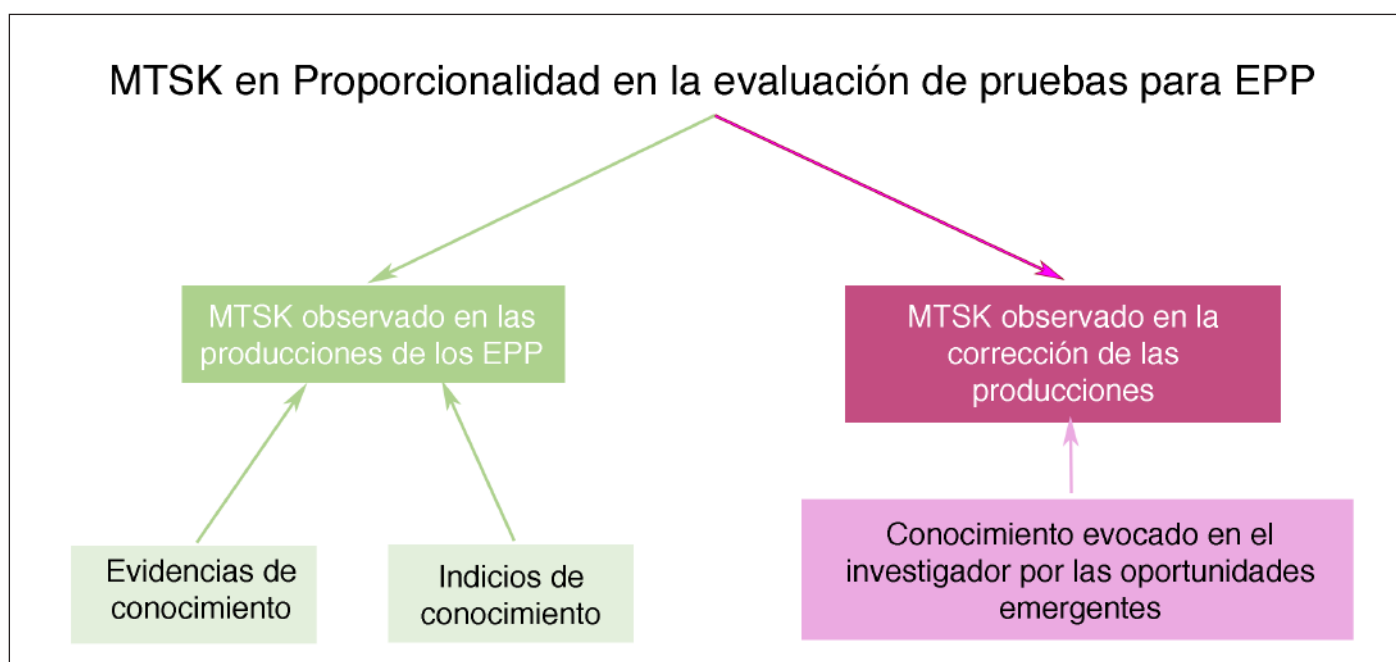 MTSK en Proporcionalidad en la evaluación de pruebas para EPP
MTSK observado en las
producciones de los EPP
MTSK observado en la
corrección de las
producciones
Evidencias de
conocimiento
Indicios de
conocimiento
Conocimiento evocado en el
investigador por las oportunidades
emergentes